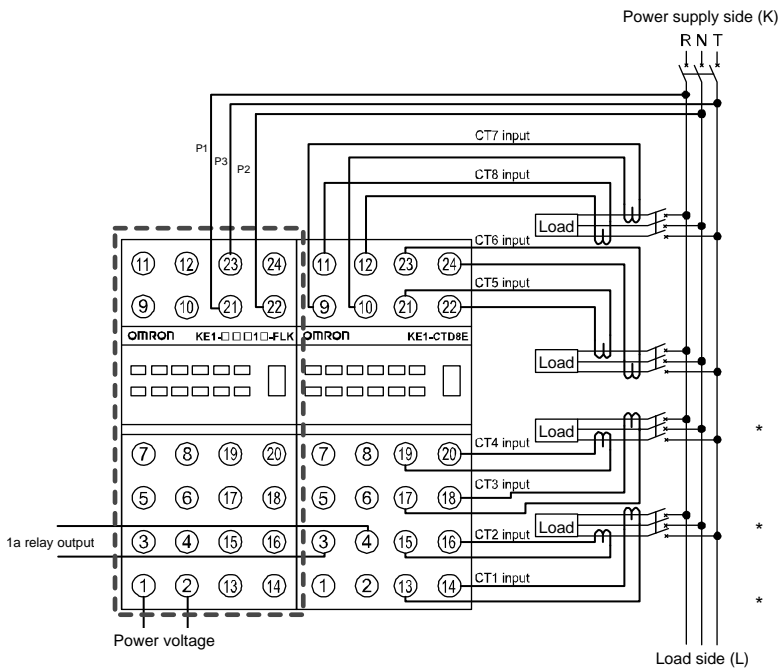 Power supply side (K)
R N T
CT7 input
P1
P3
P2
CT8 input
Load
CT6 input
11 12 23 24 11 12 23 24
CT5 input
9 10 21 22 9 10 21 22
OMRON KE1-□□□1□-FLK OMRON KE1-CTD8E
Load
Load *
7 8 19 20 7 8 19 20
CT4 input
CT3 input
5 6 17 18 5 6 17 18
Load *
CT2 input
1a relay output
3 4 15 16 3 4 15 16
CT1 input
1 2 13 14 1 2 13 14
*
Power voltage
Load side (L)